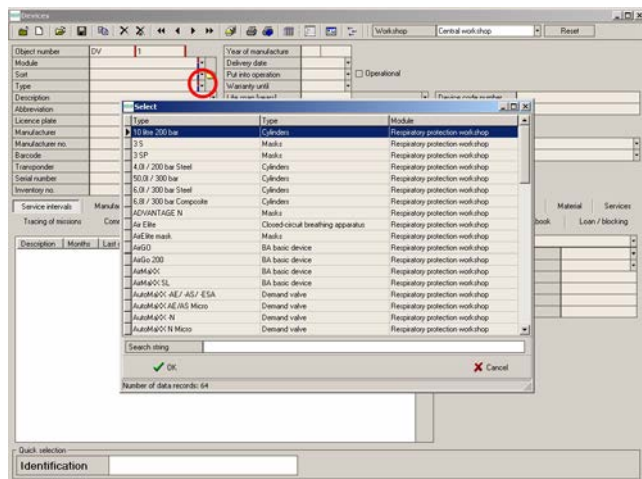 Devices
Workshop Central workshop Reset
Object number DV 1 Year of manufacture
Module Delivery date
Sort Put into operation Operational
Type Warranty until
Description Device code number
Abbreviation
Licence plate
Manufacturer
Manufacturer no.
Barcode
Transponder
Serial number
Inventory no.
Service intervals Material Services
Tracing of missions Loan / blocking
Description Months
Select
Type Type Module
10 litre 200 bar Cylinders Respiratory protection workshop
3 S Masks Respiratory protection workshop
3 SP Masks Respiratory protection workshop
4,0l / 200 bar Steel Cylinders Respiratory protection workshop
50,0l / 300 bar Cylinders Respiratory protection workshop
6,0l / 300 bar Steel Cylinders Respiratory protection workshop
6,8l / 300 bar Composite Cylinders Respiratory protection workshop
ADVANTAGE N Masks Respiratory protection workshop
Air Elite Closed-circuit breathing apparatus Respiratory protection workshop
AirElite mask Masks Respiratory protection workshop
AirGO BA basic device Respiratory protection workshop
AirGo 200 BA basic device Respiratory protection workshop
AirMaXX BA basic device Respiratory protection workshop
AirMaXX SL BA basic device Respiratory protection workshop
AutoMaXX -AE/ -AS/ -ESA Demand valve Respiratory protection workshop
AutoMaXX AE/AS Micro Demand valve Respiratory protection workshop
AutoMaXX -N Demand valve Respiratory protection workshop
AutoMaXX N Micro Demand valve Respiratory protection workshop
Search string
OK Cancel
Number of data records: 64
Quick selection
Identification